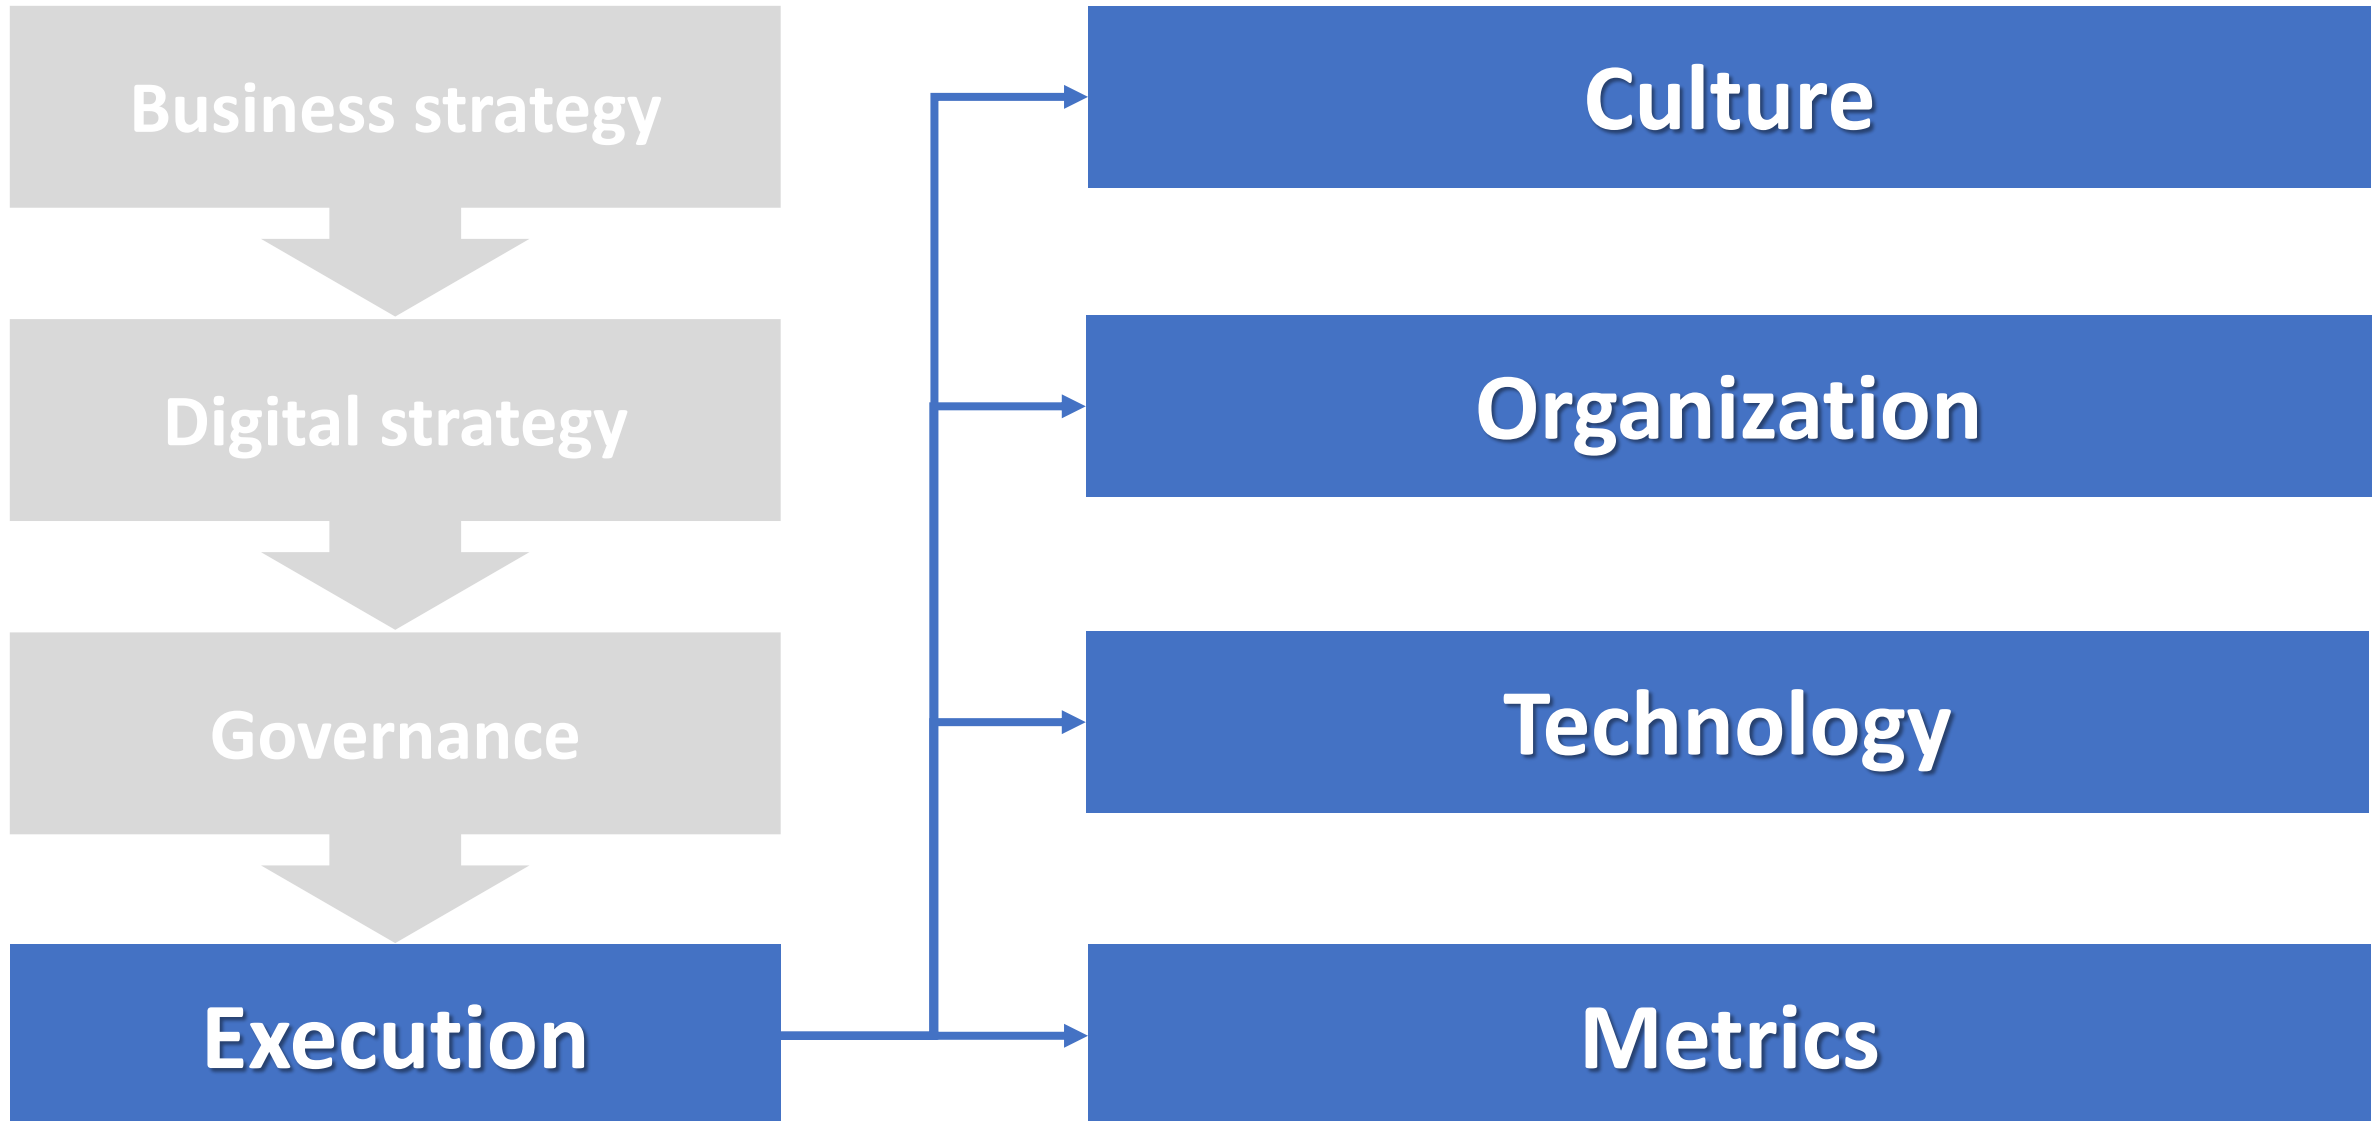 Business strategy
Digital strategy
Governance
Execution
Culture
Organization
Technology
Metrics